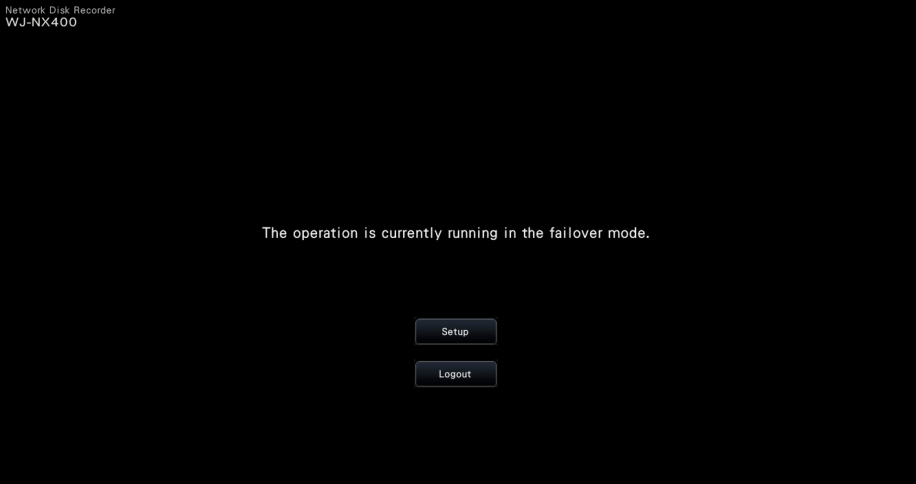 Network Disk Recorder
WJ-NX400
The operation is currently running in the failover mode.
Setup
Logout